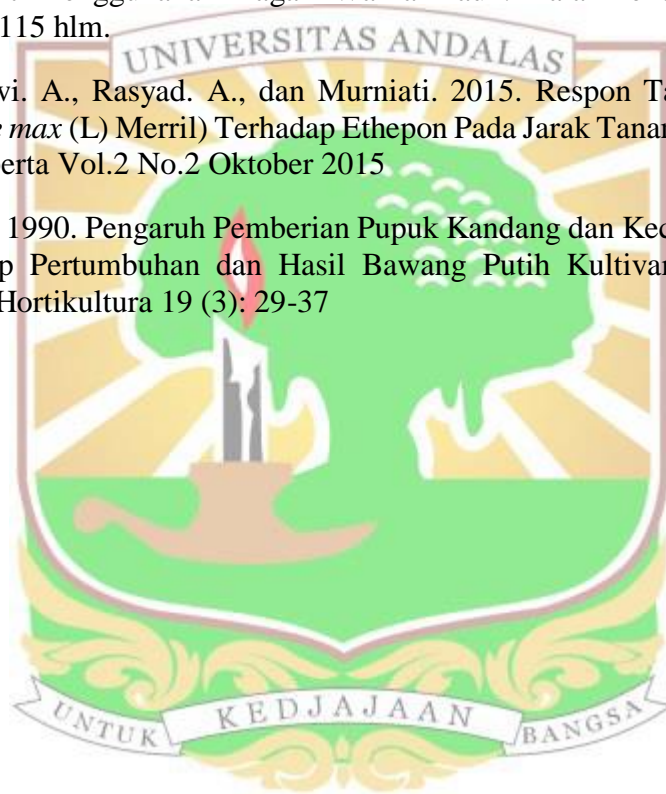 115 hlm.
UNIVERSITAS ANDALAS
wi. A., Rasyad. A., dan Murniati. 2015. Respon Ta
max (L) Merril) Terhadap Ethepon Pada Jarak Tanar
erta Vol.2 No.2 Oktober 2015
1990. Pengaruh Pemberian Pupuk Kandang dan Kec
p Pertumbuhan dan Hasil Bawang Putih Kultivar
Hortikultura 19 (3): 29-37
UNTUK KEDJAJAAN BANGSA